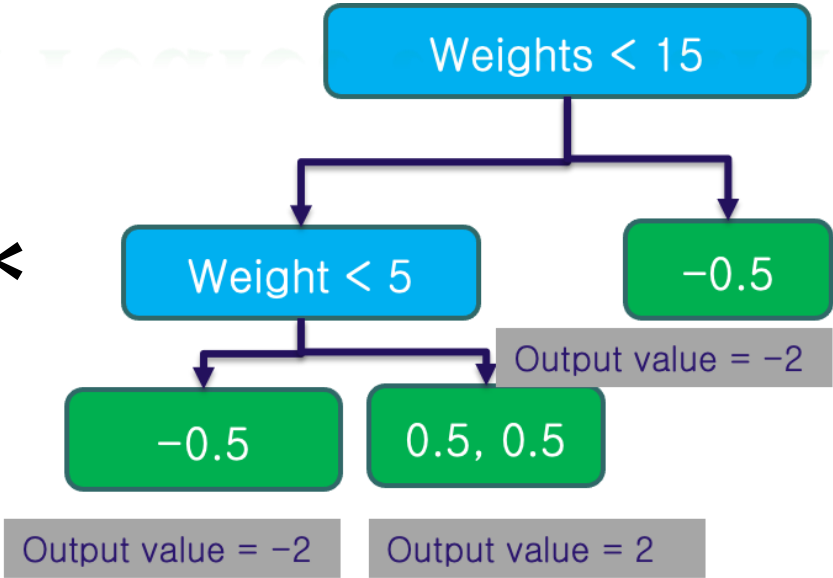 Weights < 15
<
Weight < 5
-0.5
Output value = -2
-0.5
0.5, 0.5
Output value = -2
Output value = 2